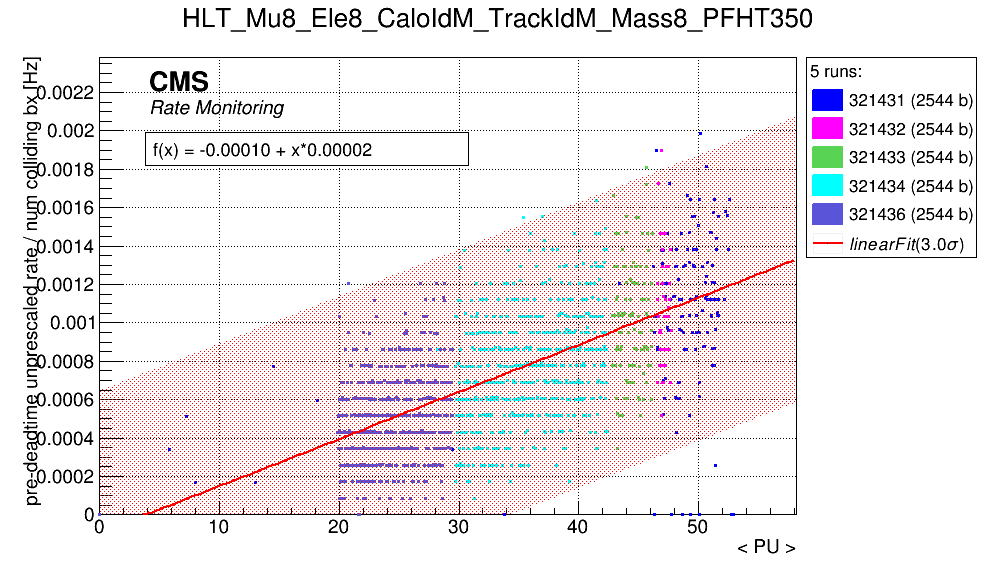 HLT_Mu8_Ele8_CaloIdM_TrackIdM_Mass8_PFHT350
pre-deadtime unprescaled rate / num colliding bx [Hz]
0.0022
0.002
0.0018
0.0016
0.0014
0.0012
0.001
0.0008
0.0006
0.0004
0.0002
0
CMS
Rate Monitoring
f(x) = -0.00010 + x*0.00002
0 10 20 30 40 50
< PU >
5 runs:
321431 (2544 b)
321432 (2544 b)
321433 (2544 b)
321434 (2544 b)
321436 (2544 b)
linearFit(3.0σ)